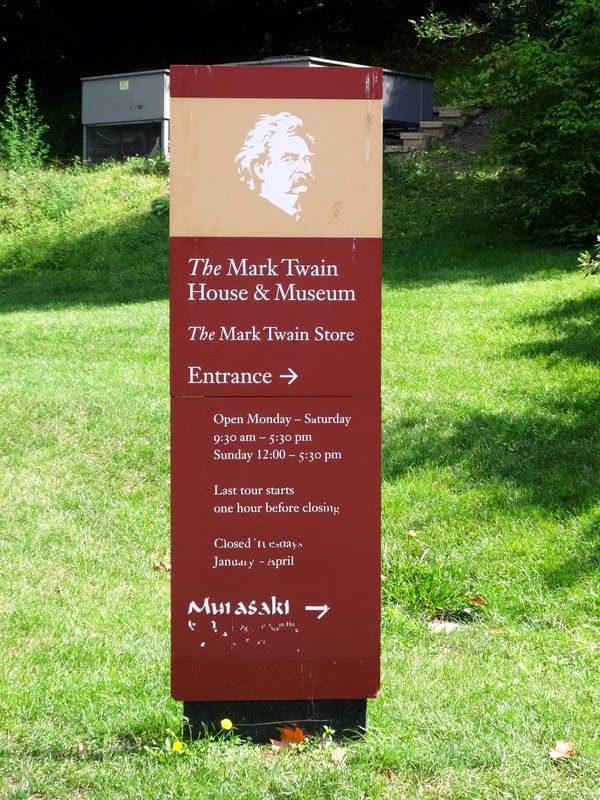 The Mark Twain
House & Museum
The Mark Twain Store
Entrance →
Open Monday – Saturday
9:30 am – 5:30 pm
Sunday 12:00 – 5:30 pm
Last tour starts
one hour before closing
Closed Tuesdays
January – April
Murasaki →